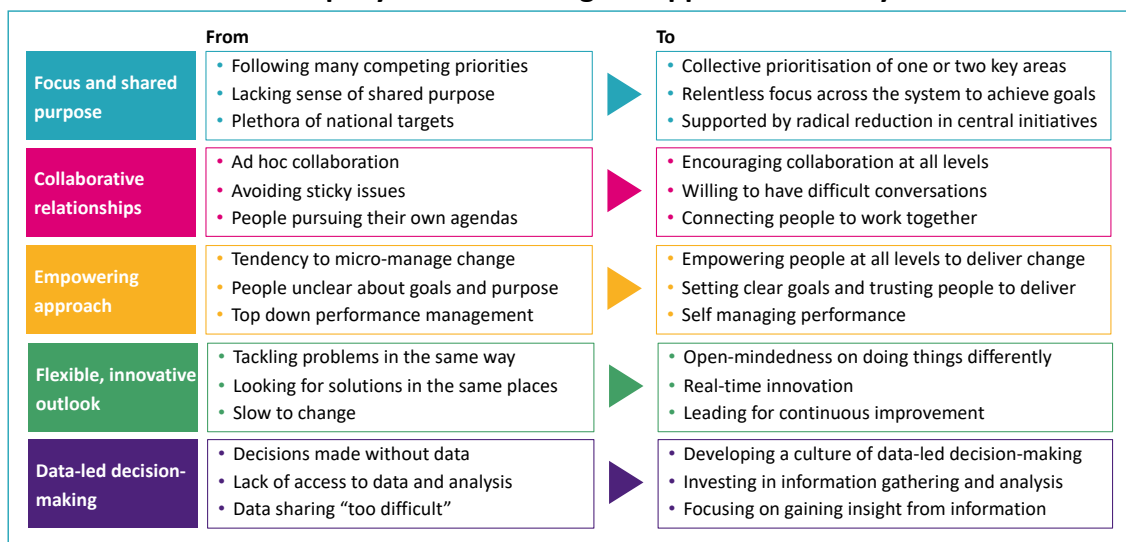 From
To
Focus and shared
purpose
• Following many competing priorities
• Lacking sense of shared purpose
• Plethora of national targets
• Collective prioritisation of one or two key areas
• Relentless focus across the system to achieve goals
• Supported by radical reduction in central initiatives
Collaborative
relationships
• Ad hoc collaboration
• Avoiding sticky issues
• People pursuing their own agendas
• Encouraging collaboration at all levels
• Willing to have difficult conversations
• Connecting people to work together
Empowering
approach
• Tendency to micro-manage change
• People unclear about goals and purpose
• Top down performance management
• Empowering people at all levels to deliver change
• Setting clear goals and trusting people to deliver
• Self managing performance
Flexible, innovative
outlook
• Tackling problems in the same way
• Looking for solutions in the same places
• Slow to change
• Open-mindedness on doing things differently
• Real-time innovation
• Leading for continuous improvement
Data-led decision-
making
• Decisions made without data
• Lack of access to data and analysis
• Data sharing “too difficult”
• Developing a culture of data-led decision-making
• Investing in information gathering and analysis
• Focusing on gaining insight from information